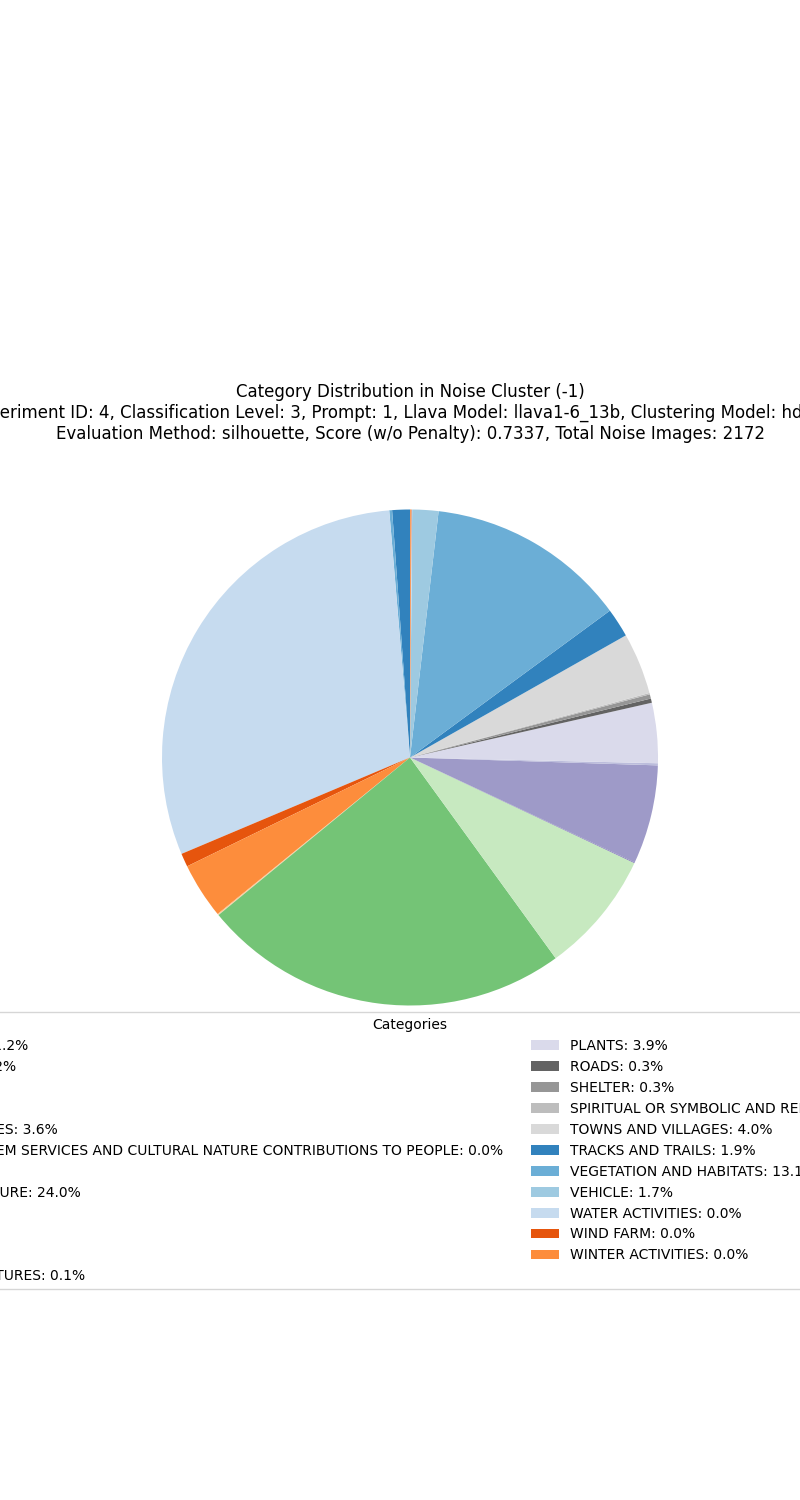 Category Distribution in Noise Cluster (-1)
eriment ID: 4, Classification Level: 3, Prompt: 1, Llava Model: llava1-6_13b, Clustering Model: hd
Evaluation Method: silhouette, Score (w/o Penalty): 0.7337, Total Noise Images: 2172
Categories
.2%
2%
ES: 3.6%
EM SERVICES AND CULTURAL NATURE CONTRIBUTIONS TO PEOPLE: 0.0%
URE: 24.0%
TURES: 0.1%
PLANTS: 3.9%
ROADS: 0.3%
SHELTER: 0.3%
SPIRITUAL OR SYMBOLIC AND RE
TOWNS AND VILLAGES: 4.0%
TRACKS AND TRAILS: 1.9%
VEGETATION AND HABITATS: 13.1
VEHICLE: 1.7%
WATER ACTIVITIES: 0.0%
WIND FARM: 0.0%
WINTER ACTIVITIES: 0.0%